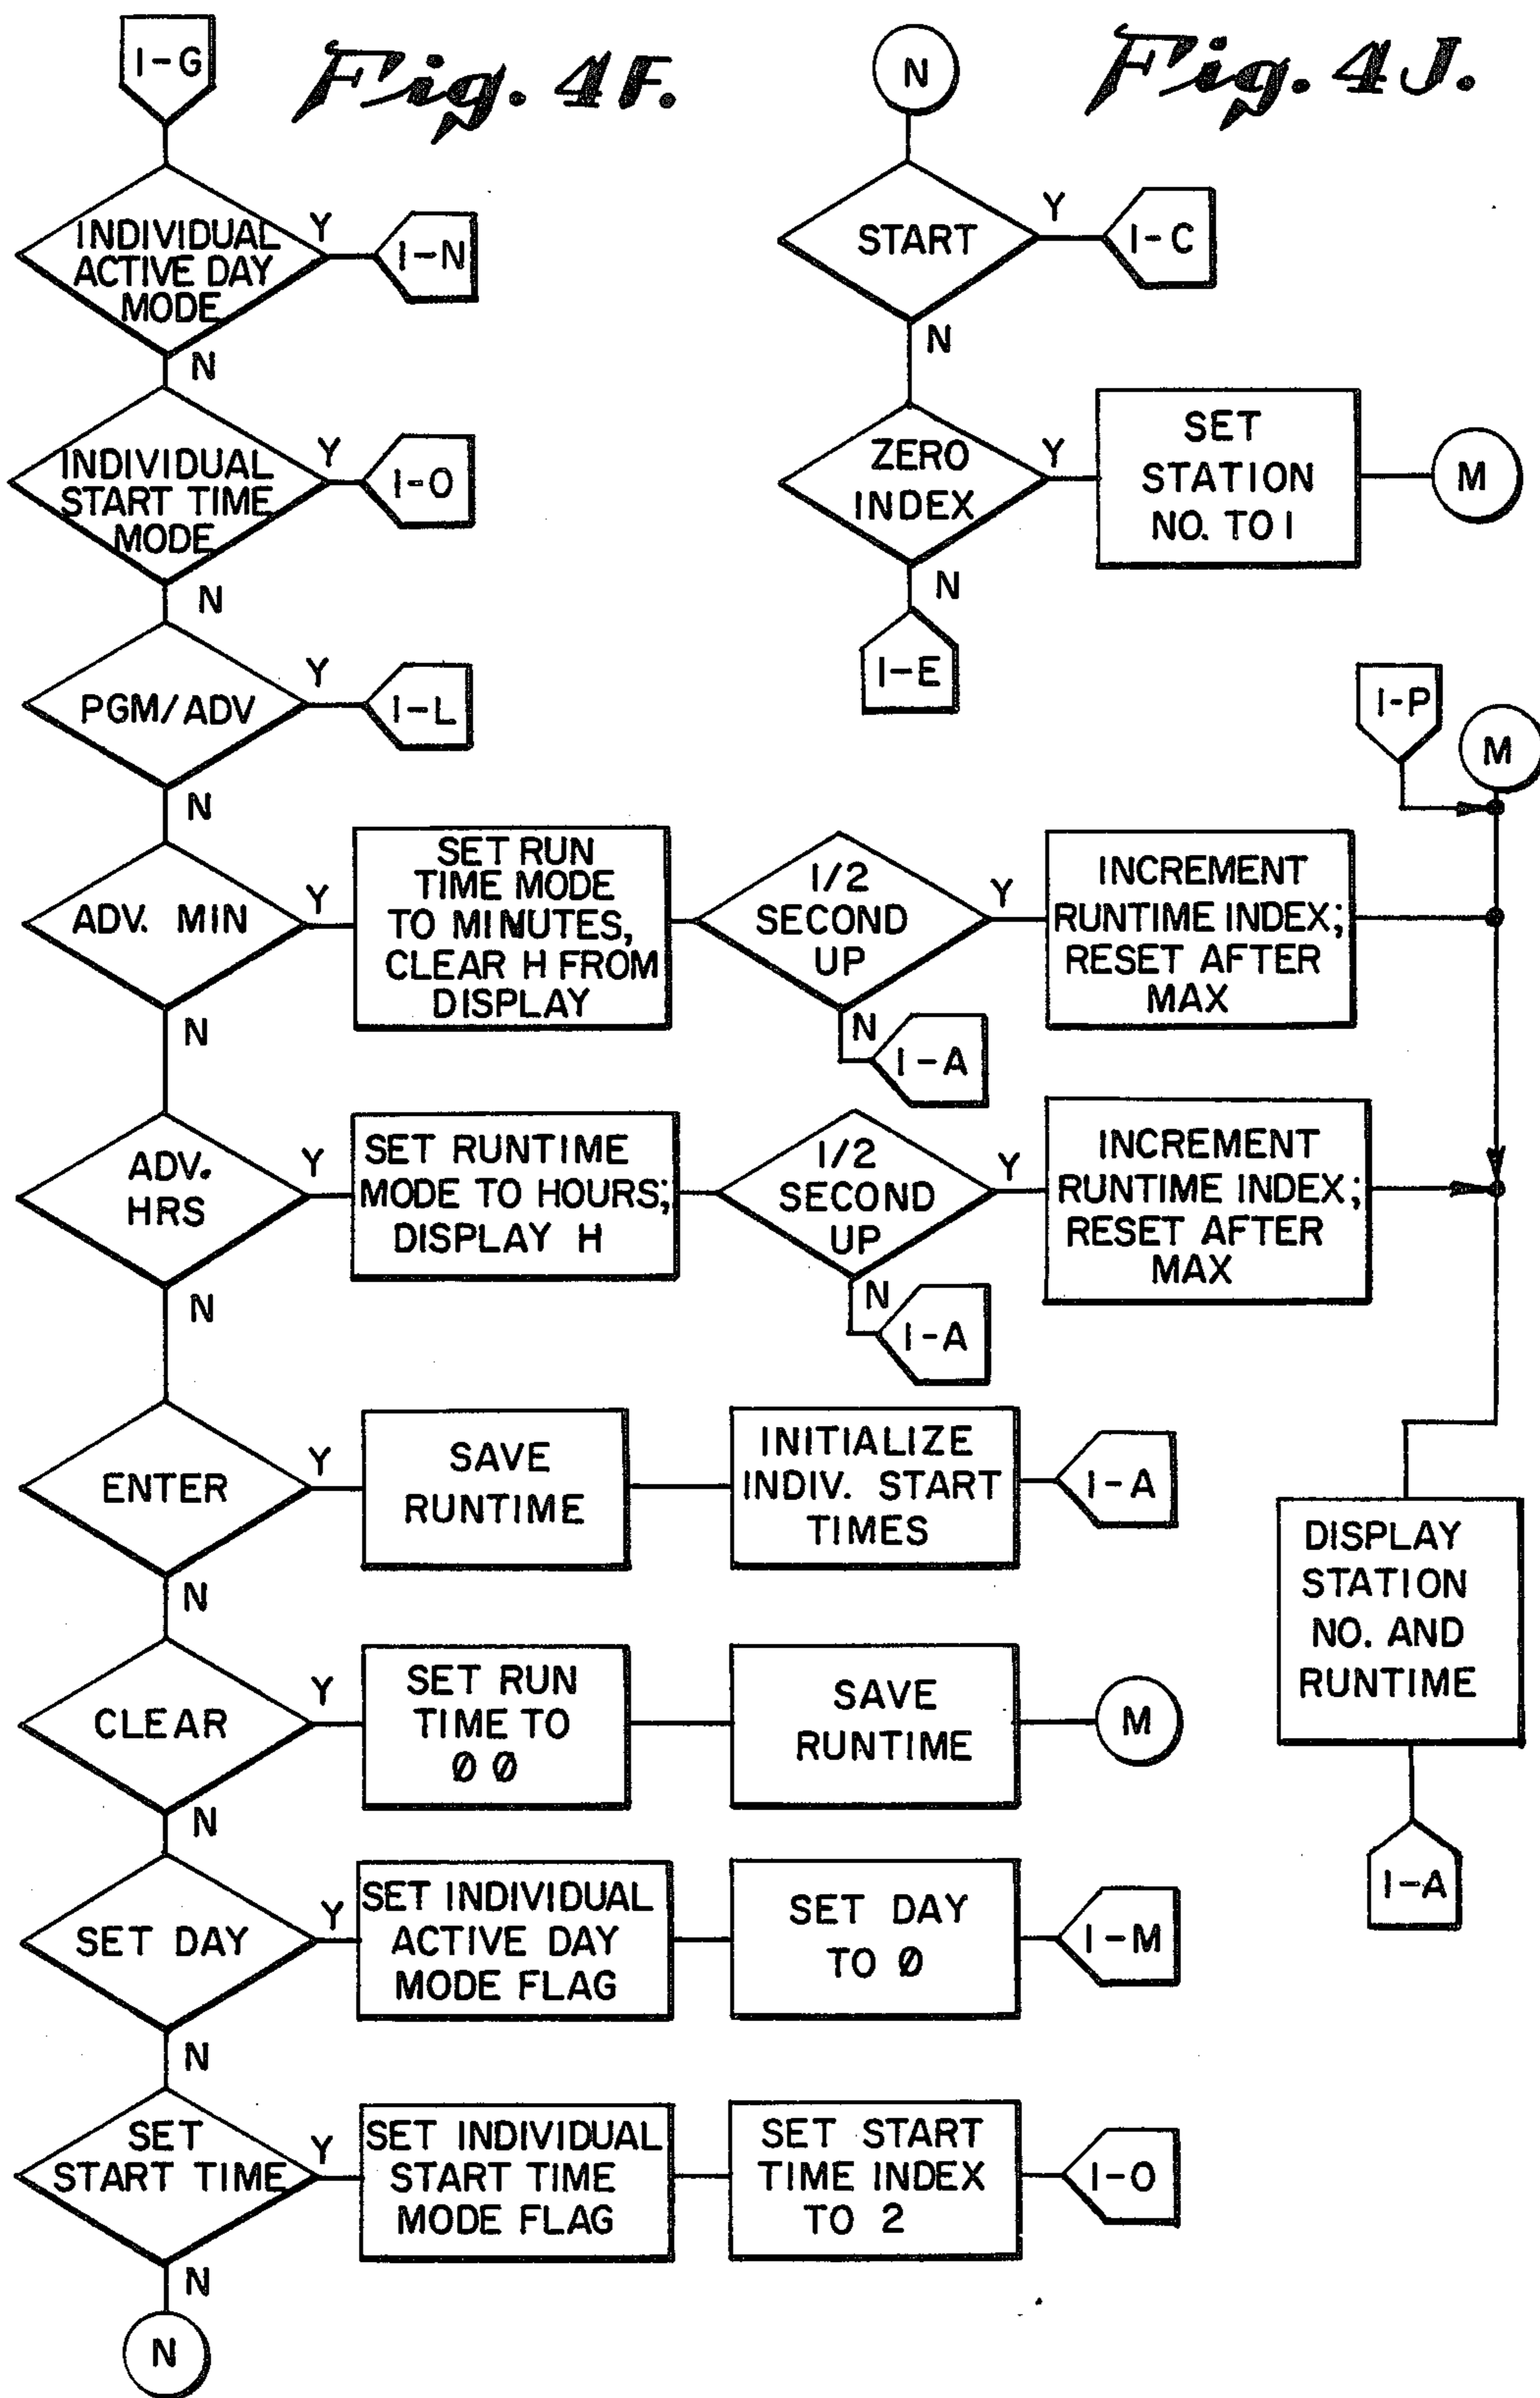 Fig. 4F.
Fig. 4J.
I-G
INDIVIDUAL
ACTIVE DAY
MODE
Y
I-N
N
INDIVIDUAL
START TIME
MODE
Y
I-O
N
PGM/ADV
Y
I-L
N
ADV. MIN
Y
SET RUN
TIME MODE
TO MINUTES,
CLEAR H FROM
DISPLAY
1/2
SECOND
UP
Y
INCREMENT
RUNTIME INDEX;
RESET AFTER
MAX
N
I-A
N
ADV.
HRS
Y
SET RUNTIME
MODE TO HOURS;
DISPLAY H
1/2
SECOND
UP
Y
INCREMENT
RUNTIME INDEX;
RESET AFTER
MAX
N
I-A
N
ENTER
Y
SAVE
RUNTIME
INITIALIZE
INDIV. START
TIMES
I-A
N
CLEAR
Y
SET RUN
TIME TO
Ø Ø
SAVE
RUNTIME
M
N
SET DAY
Y
SET INDIVIDUAL
ACTIVE DAY
MODE FLAG
SET DAY
TO Ø
I-M
N
SET
START TIME
Y
SET INDIVIDUAL
START TIME
MODE FLAG
SET START
TIME INDEX
TO 2
I-O
N
N
N
START
Y
I-C
N
ZERO
INDEX
Y
SET
STATION
NO. TO I
M
N
I-E
I-P
M
DISPLAY
STATION
NO. AND
RUNTIME
I-A